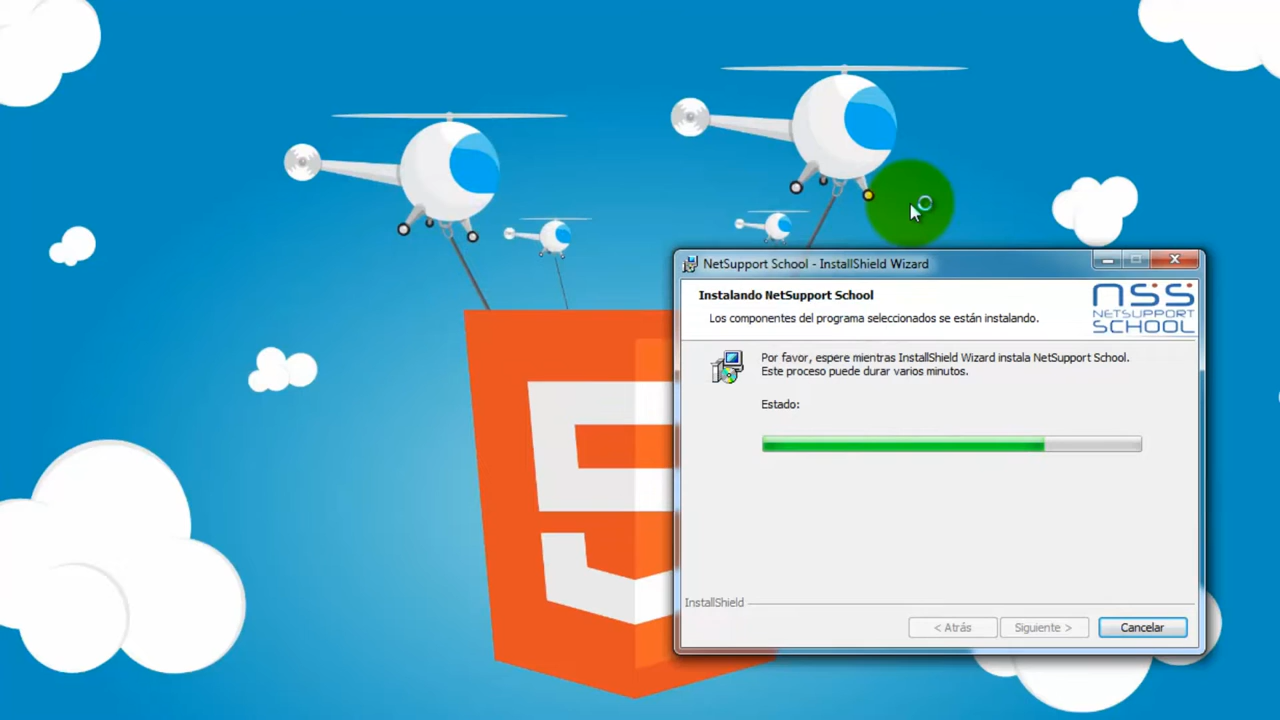 NetSupport School - InstallShield Wizard
Instalando NetSupport School
Los componentes del programa seleccionados se están instalando.
nss
NETSUPPORT
SCHOOL
Por favor, espere mientras InstallShield Wizard instala NetSupport School.
Este proceso puede durar varios minutos.
Estado:
InstallShield
< Atrás
Siguiente >
Cancelar